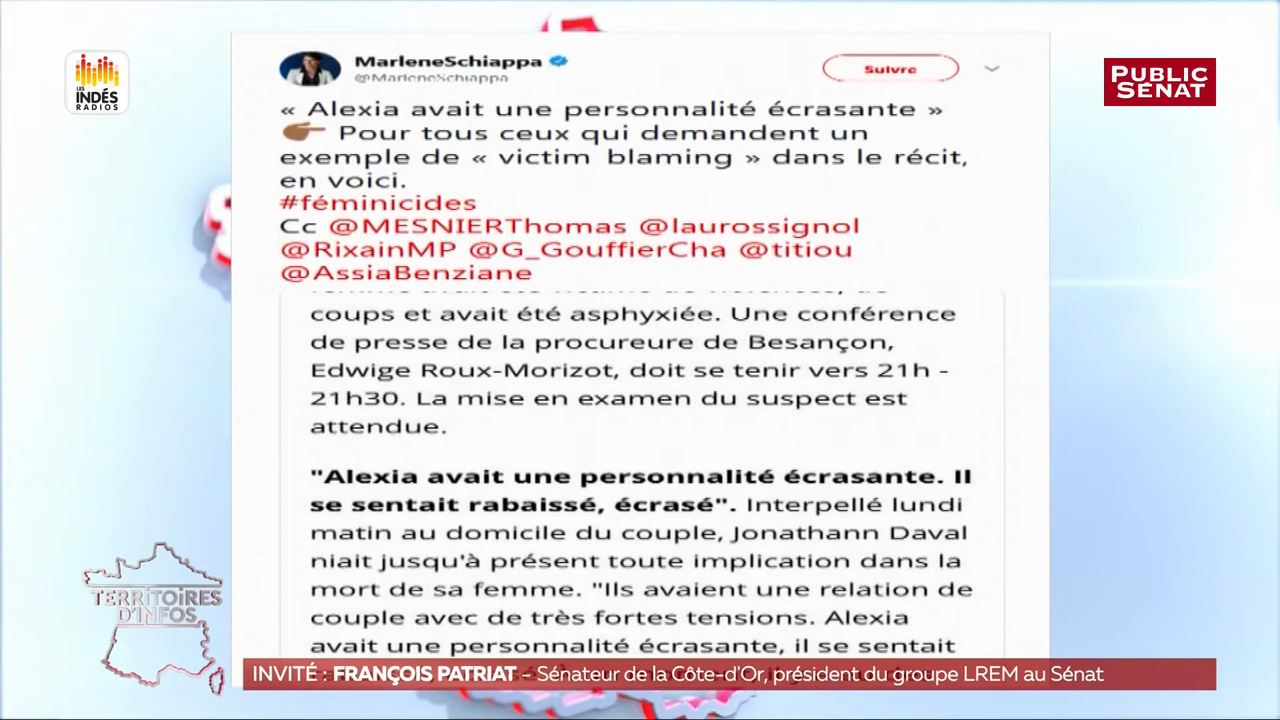 LES
INDÉS
RADIOS
PUBLIC
SÉNAT
MarleneSchiappa
@MarleneSchiappa
Suivre
« Alexia avait une personnalité écrasante »
Pour tous ceux qui demandent un
exemple de « victim blaming » dans le récit,
en voici.
#féminicides
Cc @MESNIERThomas @laurossignol
@RixainMP @G_GouffierCha @titiou
@AssiaBenziane
coups et avait été asphyxiée. Une conférence
de presse de la procureure de Besançon,
Edwige Roux-Morizot, doit se tenir vers 21h -
21h30. La mise en examen du suspect est
attendue.
"Alexia avait une personnalité écrasante. Il
se sentait rabaissé, écrasé". Interpellé lundi
matin au domicile du couple, Jonathann Daval
niait jusqu'à présent toute implication dans la
mort de sa femme. "Ils avaient une relation de
couple avec de très fortes tensions. Alexia
avait une personnalité écrasante, il se sentait
TERRITOIRES
D'INFOS
INVITÉ : FRANÇOIS PATRIAT – Sénateur de la Côte-d'Or, président du groupe LREM au Sénat